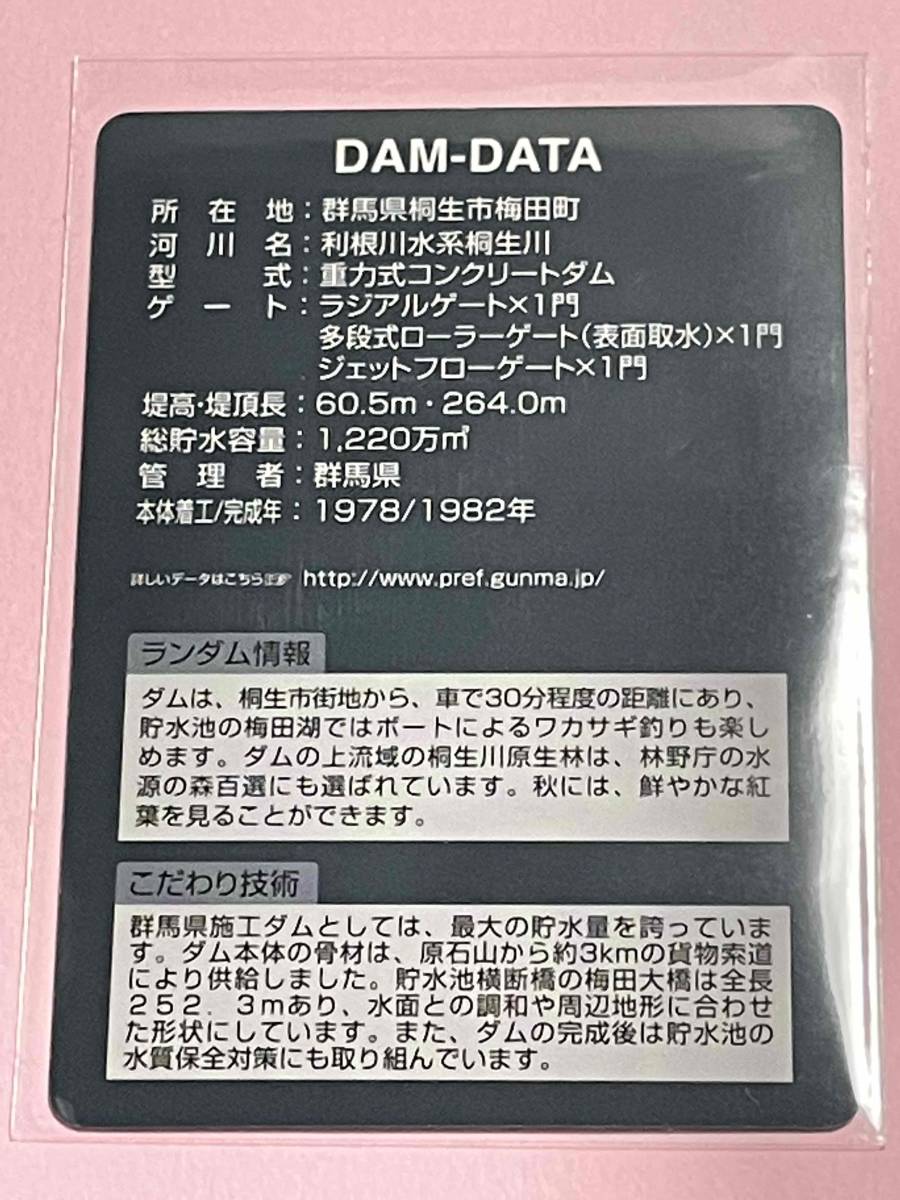 DAM-DATA
所在地：群馬県桐生市梅田町
河川名：利根川水系桐生川
型式：重力式コンクリートダム
ゲート：ラジアルゲート×1門
多段式ローラーゲート（表面取水）×1門
ジェットフローゲート×1門
堤高・堤頂長：60.5m・264.0m
総貯水容量：1,220万㎥
管理者：群馬県
本体着工/完成年：1978/1982年
詳しいデータはこちら☞ http://www.pref.gunma.jp/
ランダム情報
ダムは、桐生市街地から、車で30分程度の距離にあり、
貯水池の梅田湖ではボートによるワカサギ釣りも楽し
めます。ダムの上流域の桐生川原生林は、林野庁の水
源の森百選にも選ばれています。秋には、鮮やかな紅
葉を見ることができます。
こだわり技術
群馬県施工ダムとしては、最大の貯水量を誇っていま
す。ダム本体の骨材は、原石山から約3kmの貨物索道
により供給しました。貯水池横断橋の梅田大橋は全長
２５２．３ｍあり、水面との調和や周辺地形に合わせ
た形状にしています。また、ダムの完成後は貯水池の
水質保全対策にも取り組んでいます。